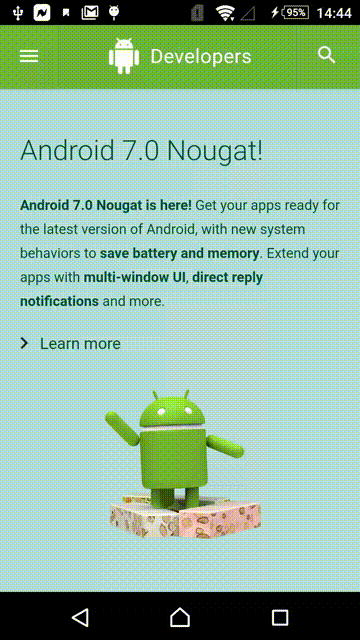 95% 14:44
Developers
Android 7.0 Nougat!
Android 7.0 Nougat is here! Get your apps ready for
the latest version of Android, with new system
behaviors to save battery and memory. Extend your
apps with multi-window UI, direct reply
notifications and more.
Learn more